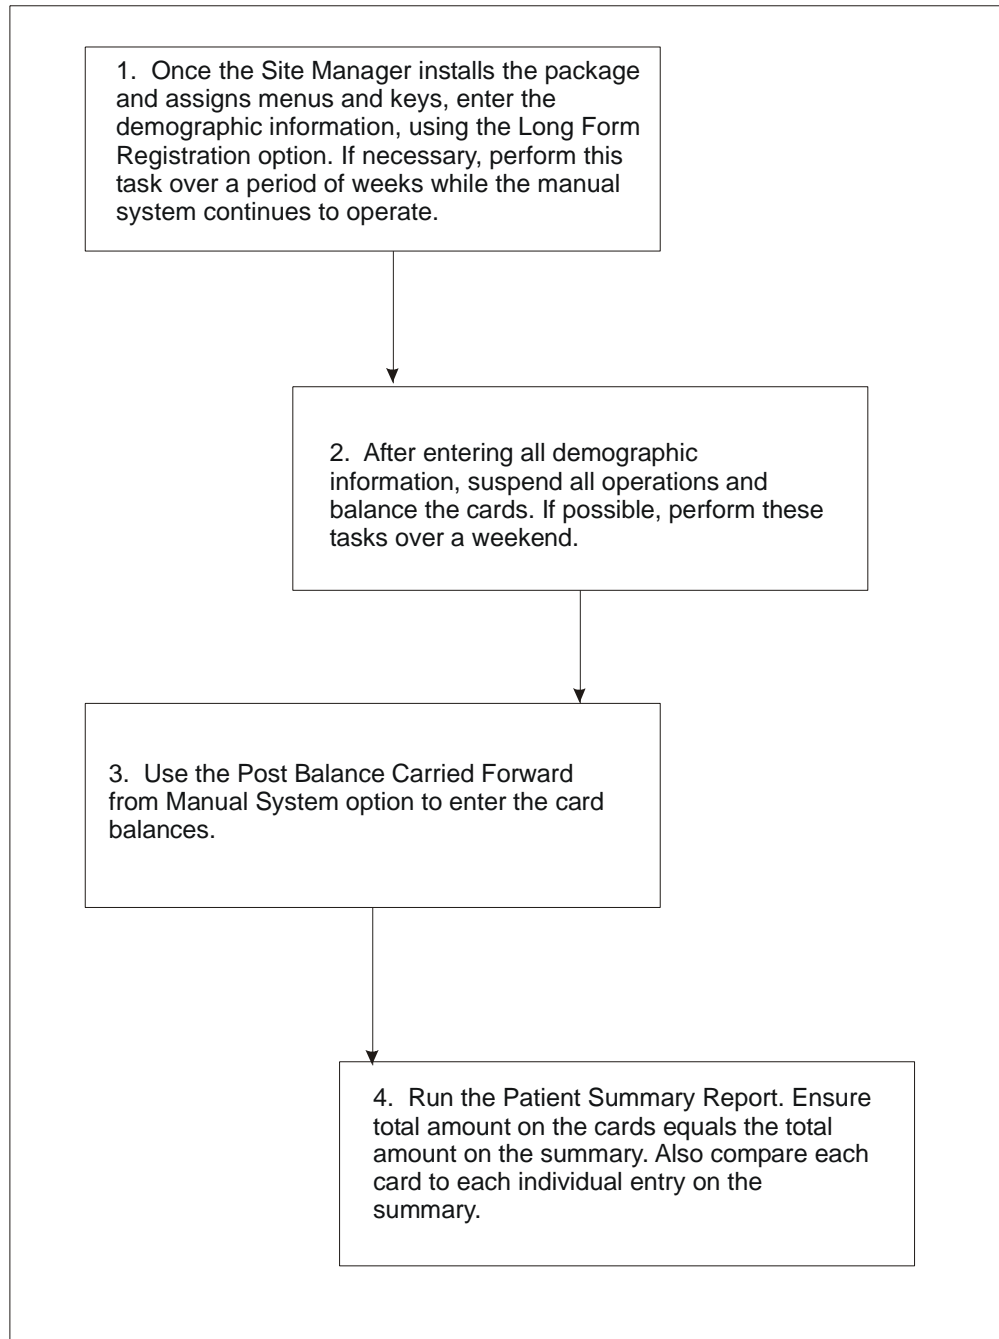 1. Once the Site Manager installs the package
and assigns menus and keys, enter the
demographic information, using the Long Form
Registration option. If necessary, perform this
task over a period of weeks while the manual
system continues to operate.
2. After entering all demographic
information, suspend all operations and
balance the cards. If possible, perform these
tasks over a weekend.
3. Use the Post Balance Carried Forward
from Manual System option to enter the card
balances.
4. Run the Patient Summary Report. Ensure
total amount on the cards equals the total
amount on the summary. Also compare each
card to each individual entry on the
summary.